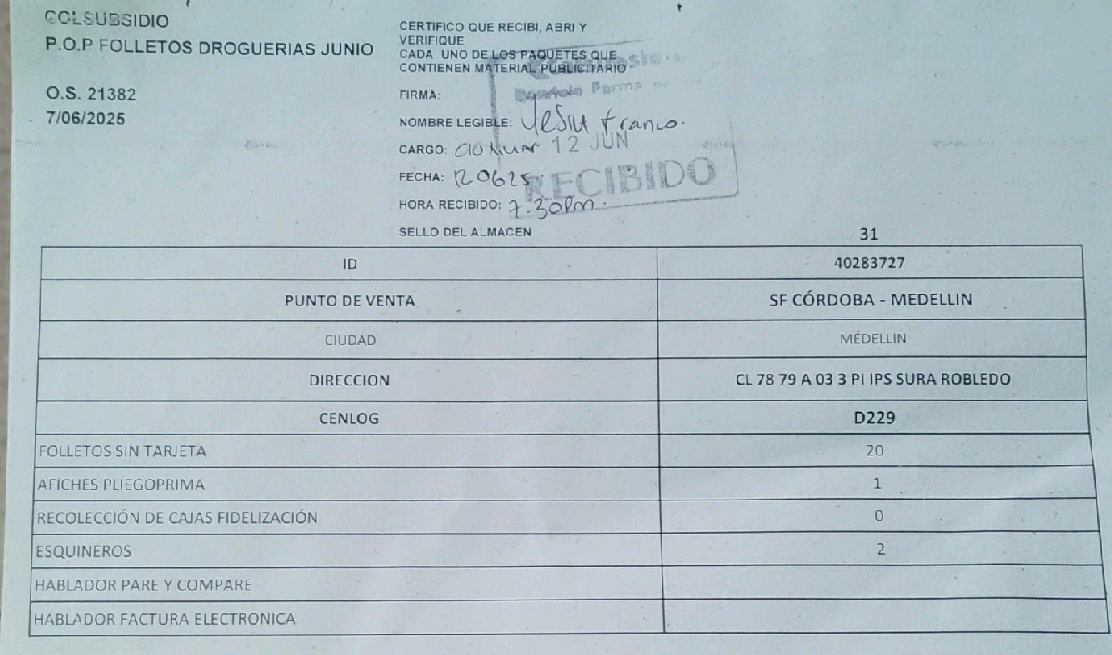 COLSUBSIDIO
P.O.P FOLLETOS DROGUERIAS JUNIO
O.S. 21382
7/06/2025
CERTIFICO QUE RECIBI, ABRI Y
VERIFIQUE
CADA UNO DE LOS PAQUETES QUE
CONTIENEN MATERIAL PUBLICITARIO
FIRMA:
NOMBRE LEGIBLE: Franco.
CARGO: 12 JUN
FECHA: 120625.
RECIBIDO
HORA RECIBIDO: 7.30pm.
SELLO DEL ALMACEN
31
ID 40283727
PUNTO DE VENTA SF CÓRDOBA - MEDELLIN
CIUDAD MEDELLIN
DIRECCION CL 78 79 A 03 3 PI IPS SURA ROBLEDO
CENLOG D229
FOLLETOS SIN TARJETA 20
AFICHES PLIEGOPRIMA 1
RECOLECCIÓN DE CAJAS FIDELIZACIÓN 0
ESQUINEROS 2
HABLADOR PARE Y COMPARE
HABLADOR FACTURA ELECTRONICA